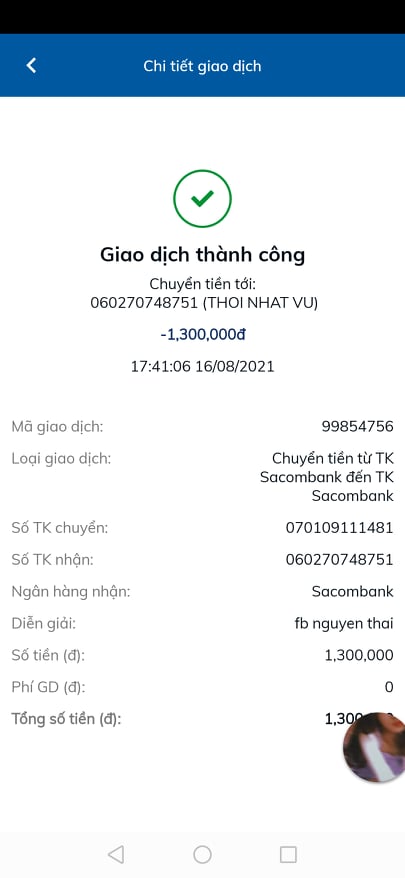 Chi tiết giao dịch
Giao dịch thành công
Chuyển tiền tới:
060270748751 (THOI NHAT VU)
-1,300,000đ
17:41:06 16/08/2021
Mã giao dịch: 99854756
Loại giao dịch: Chuyển tiền từ TK
Sacombank đến TK
Sacombank
Số TK chuyển: 070109111481
Số TK nhận: 060270748751
Ngân hàng nhận: Sacombank
Diễn giải: fb nguyen thai
Số tiền (đ): 1,300,000
Phí GD (đ): 0
Tổng số tiền (đ):